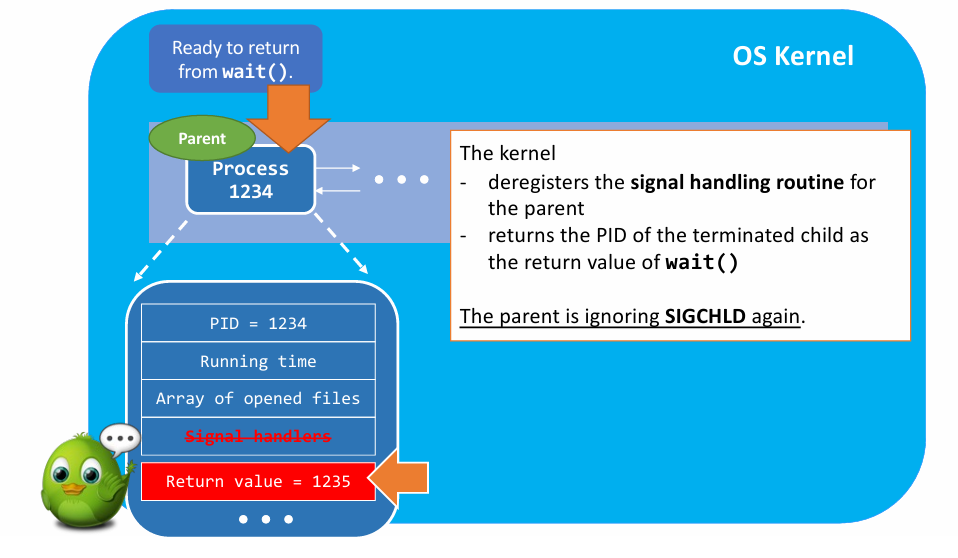 Ready to return
from wait().
OS Kernel
Parent
Process
1234
The kernel
- deregisters the signal handling routine for
the parent
- returns the PID of the terminated child as
the return value of wait()
The parent is ignoring SIGCHLD again.
PID = 1234
Running time
Array of opened files
Signal handlers
Return value = 1235